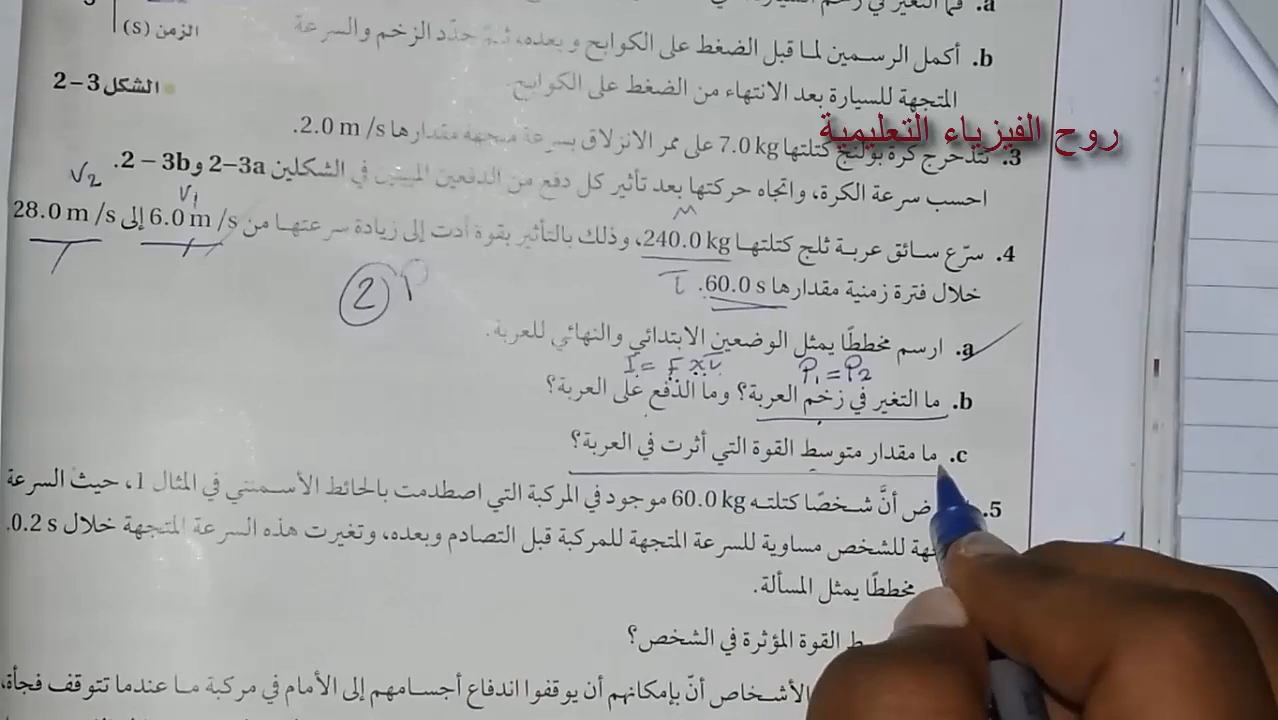 b. أكمل الرسمين لما قبل الضغط على الكوابح وبعده، ثم حدّد الزخم والسرعة
المتجهة للسيارة بعد الانتهاء من الضغط على الكوابح.
الزمن (s)
الشكل 3-2
روح الفيزياء التعليمية
3. تتدحرج كرة بولنج كتلتها 7.0 kg على ممر الانزلاق بسرعة متجهة مقدارها 2.0 m/s.
احسب سرعة الكرة، واتجاه حركتها بعد تأثير كل دفع من الدفعين المبينين في الشكلين 2-3a و 2-3b.
V2
V1
m
4. سرّع سائق عربة ثلج كتلتها 240.0 kg، وذلك بالتأثير بقوة أدت إلى زيادة سرعتها من 6.0 m/s إلى 28.0 m/s
خلال فترة زمنية مقدارها 60.0 s.
2 P
a. ارسم مخططًا يمثل الوضعين الابتدائي والنهائي للعربة.
P1 = P2
b. ما التغير في زخم العربة؟ وما الدفع على العربة؟
c. ما مقدار متوسط القوة التي أثرت في العربة؟
5. أنَّ شخصًا كتلته 60.0 kg موجود في المركبة التي اصطدمت بالحائط الأسمنتي في المثال 1، حيث السرعة
للشخص مساوية للسرعة المتجهة للمركبة قبل التصادم وبعده، وتغيرت هذه السرعة المتجهة خلال 0.2 s.
مخططًا يمثل المسألة.
القوة المؤثرة في الشخص؟
الأشخاص أنّ بإمكانهم أن يوقفوا اندفاع أجسامهم إلى الأمام في مركبة ما عندما تتوقف فجأة،